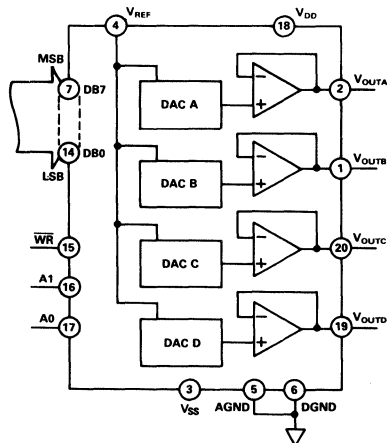 4 VREF
18 VDD
MSB
7 DB7
14 DB0
LSB
WR 15
A1 16
A0 17
DAC A
DAC B
DAC C
DAC D
− +
− +
− +
− +
2 VOUTA
1 VOUTB
20 VOUTC
19 VOUTD
3 VSS
5 AGND
6 DGND